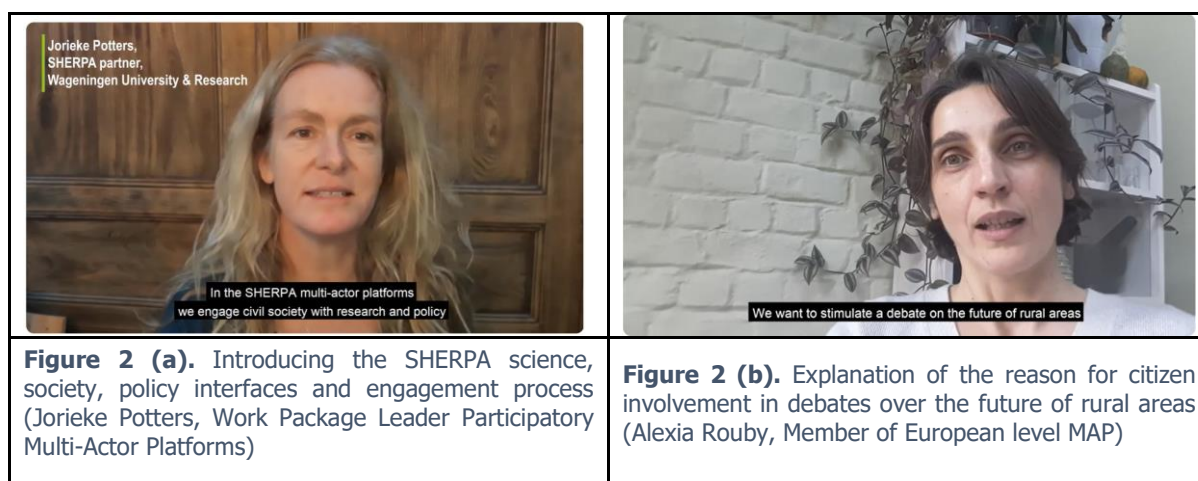 Jorieke Potters,
SHERPA partner,
Wageningen University & Research
In the SHERPA multi-actor platforms
we engage civil society with research and policy
We want to stimulate a debate on the future of rural areas
Figure 2 (a). Introducing the SHERPA science,
society, policy interfaces and engagement process
(Jorieke Potters, Work Package Leader Participatory
Multi-Actor Platforms)
Figure 2 (b). Explanation of the reason for citizen
involvement in debates over the future of rural areas
(Alexia Rouby, Member of European level MAP)